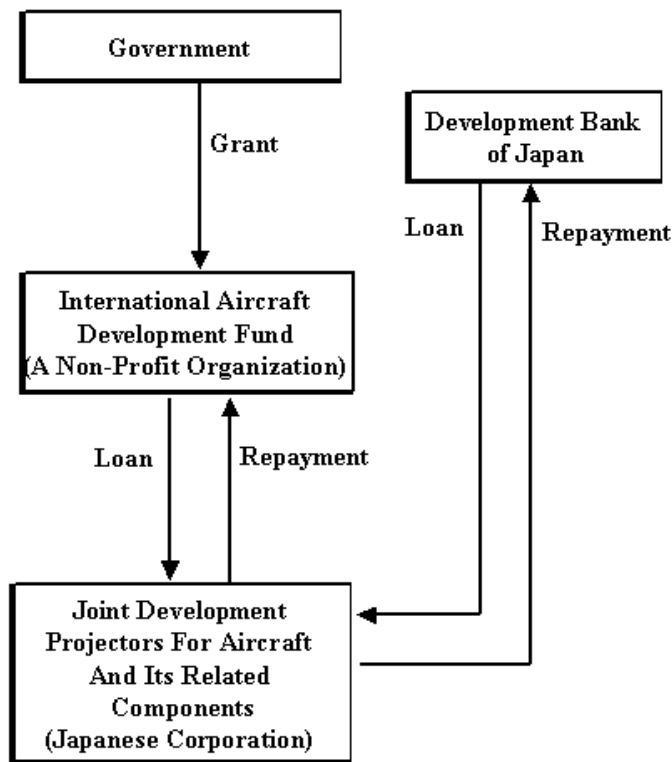 Government
Grant
Development Bank
of Japan
Loan
Repayment
International Aircraft
Development Fund
(A Non-Profit Organization)
Loan
Repayment
Joint Development
Projectors For Aircraft
And Its Related
Components
(Japanese Corporation)